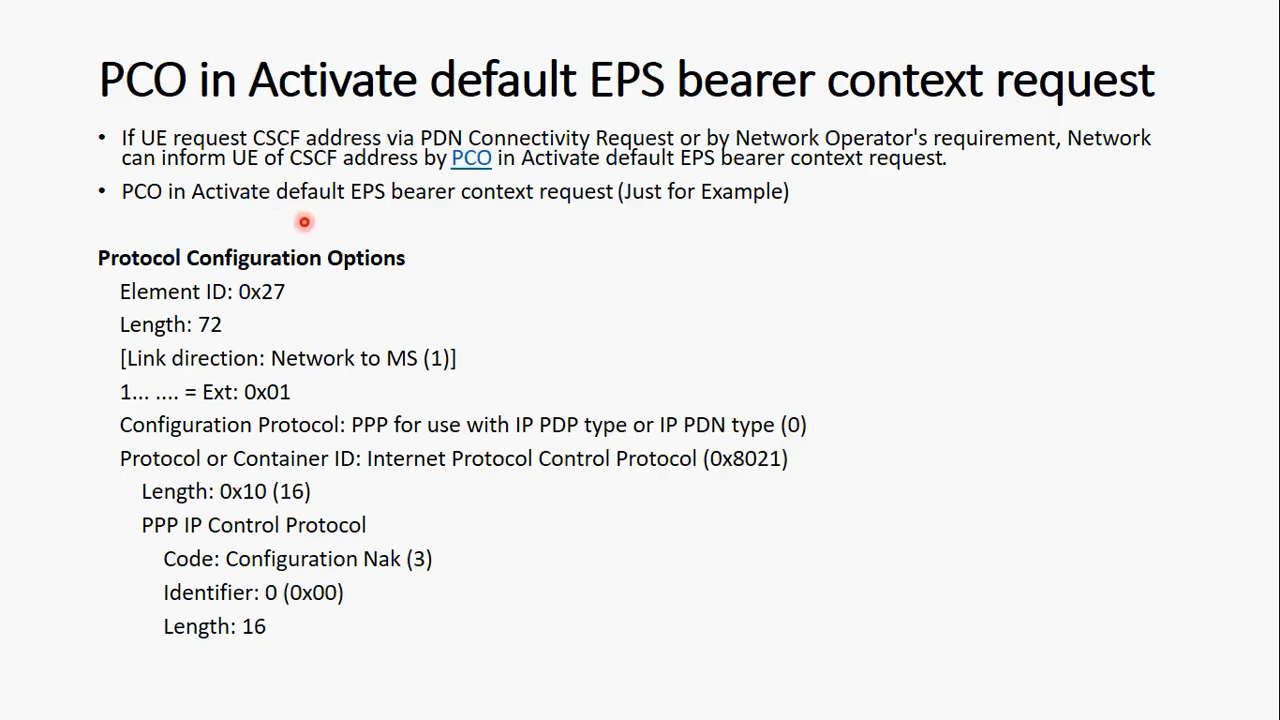 PCO in Activate default EPS bearer context request
• If UE request CSCF address via PDN Connectivity Request or by Network Operator's requirement, Network
can inform UE of CSCF address by PCO in Activate default EPS bearer context request.
• PCO in Activate default EPS bearer context request (Just for Example)
Protocol Configuration Options
Element ID: 0x27
Length: 72
[Link direction: Network to MS (1)]
1... .... = Ext: 0x01
Configuration Protocol: PPP for use with IP PDP type or IP PDN type (0)
Protocol or Container ID: Internet Protocol Control Protocol (0x8021)
Length: 0x10 (16)
PPP IP Control Protocol
Code: Configuration Nak (3)
Identifier: 0 (0x00)
Length: 16